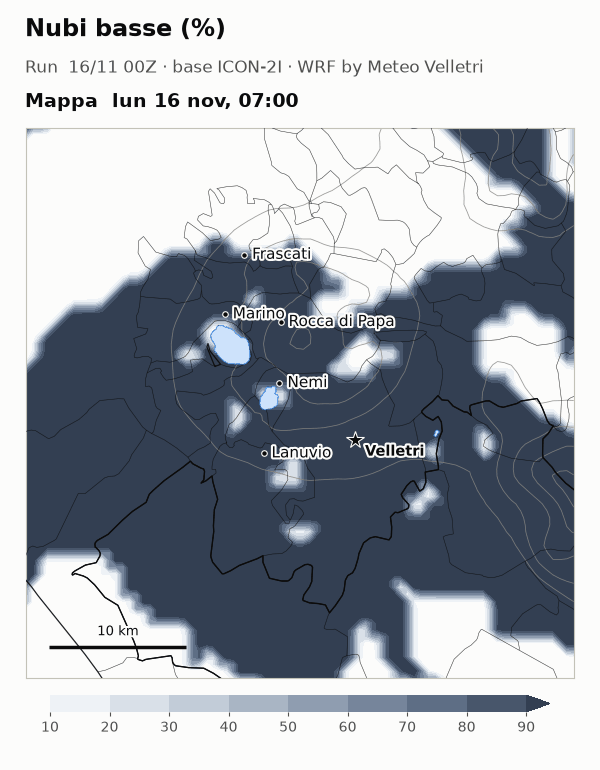 Nubi basse (%)
Run 16/11 00Z · base ICON-2I · WRF by Meteo Velletri
Mappa lun 16 nov, 07:00
Frascati
Marino
Rocca di Papa
Nemi
Velletri
Lanuvio
10 km
10 20 30 40 50 60 70 80 90